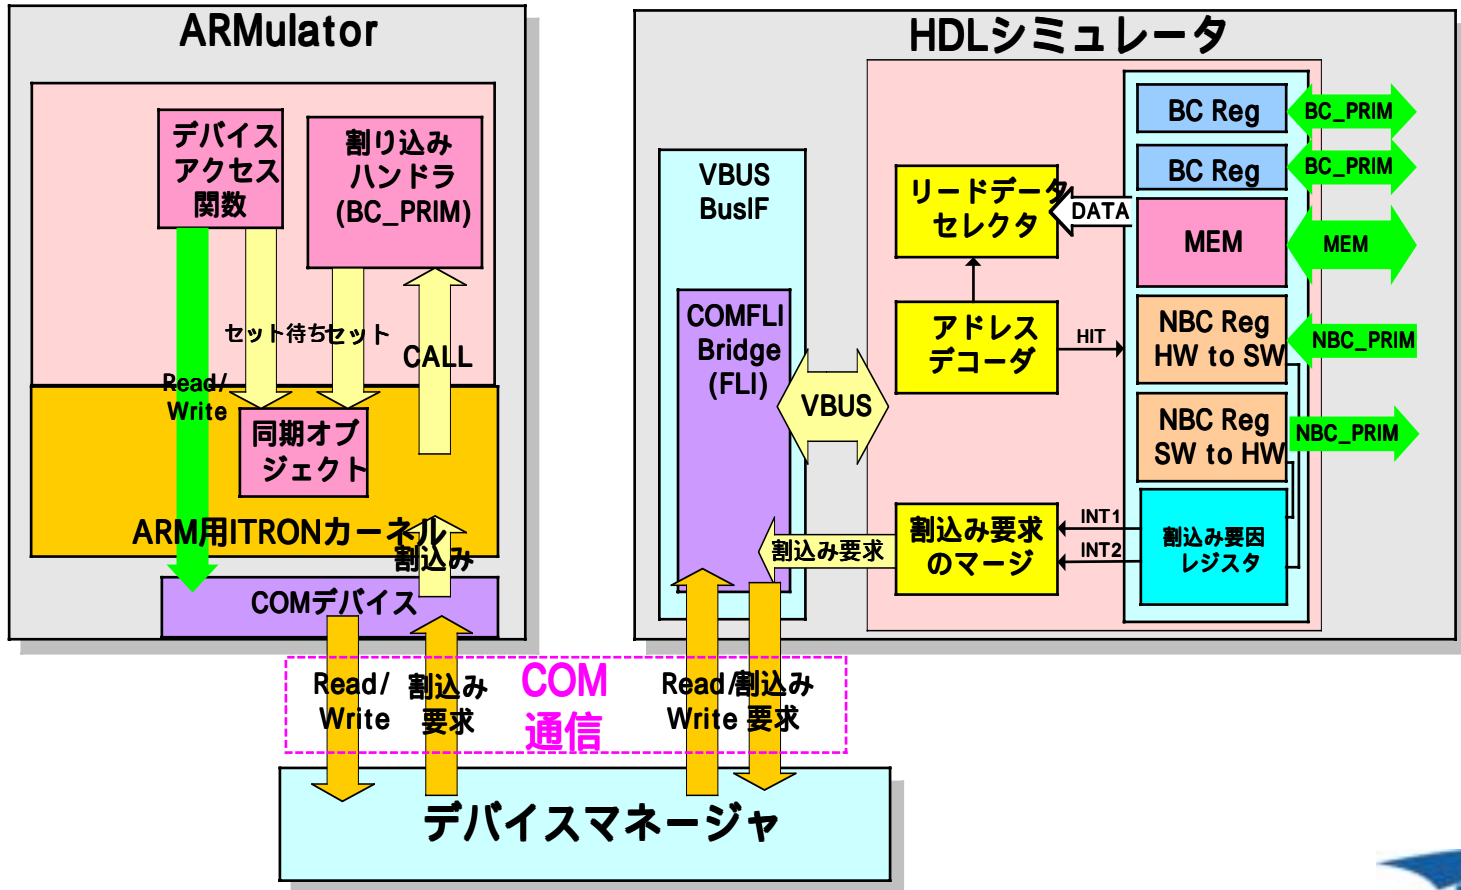 ARMulator
デバイス
アクセス
関数
割り込み
ハンドラ
(BC_PRIM)
セット待ち
セット
CALL
Read/
Write
同期オブ
ジェクト
ARM用ITRONカーネル
割込み
COMデバイス
HDLシミュレータ
VBUS
BusIF
COMFLI
Bridge
(FLI)
VBUS
リードデータ
セレクタ
DATA
アドレス
デコーダ
HIT
割込み要求
割込み要求
のマージ
INT1
INT2
BC Reg
BC_PRIM
BC Reg
BC_PRIM
MEM
MEM
NBC Reg
HW to SW
NBC_PRIM
NBC Reg
SW to HW
NBC_PRIM
割込み要因
レジスタ
Read/
Write
割込み
要求
COM
通信
Read/
Write
割込み
要求
デバイスマネージャ